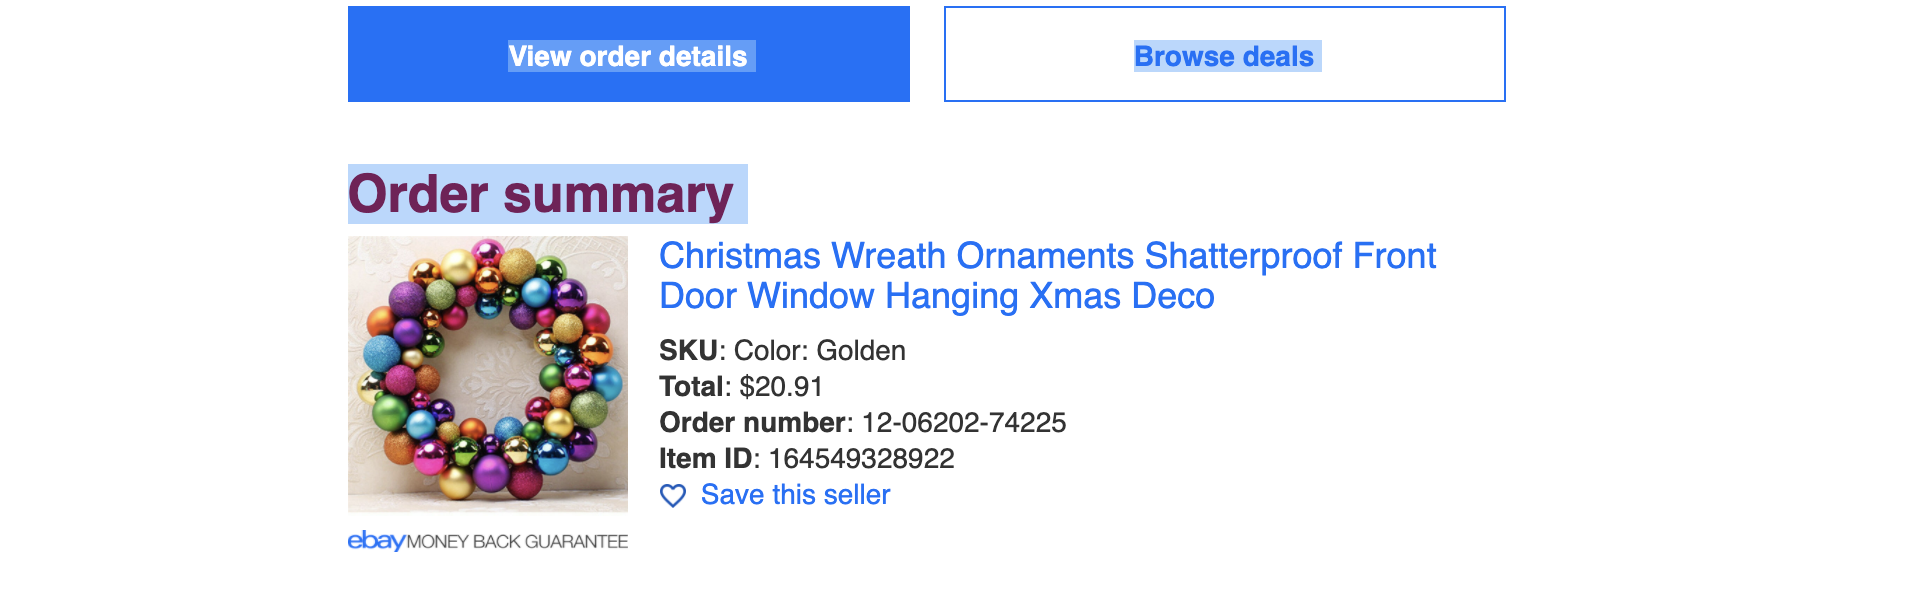 View order details
Browse deals
Order summary
Christmas Wreath Ornaments Shatterproof Front
Door Window Hanging Xmas Deco
SKU: Color: Golden
Total: $20.91
Order number: 12-06202-74225
Item ID: 164549328922
Save this seller
ebay MONEY BACK GUARANTEE